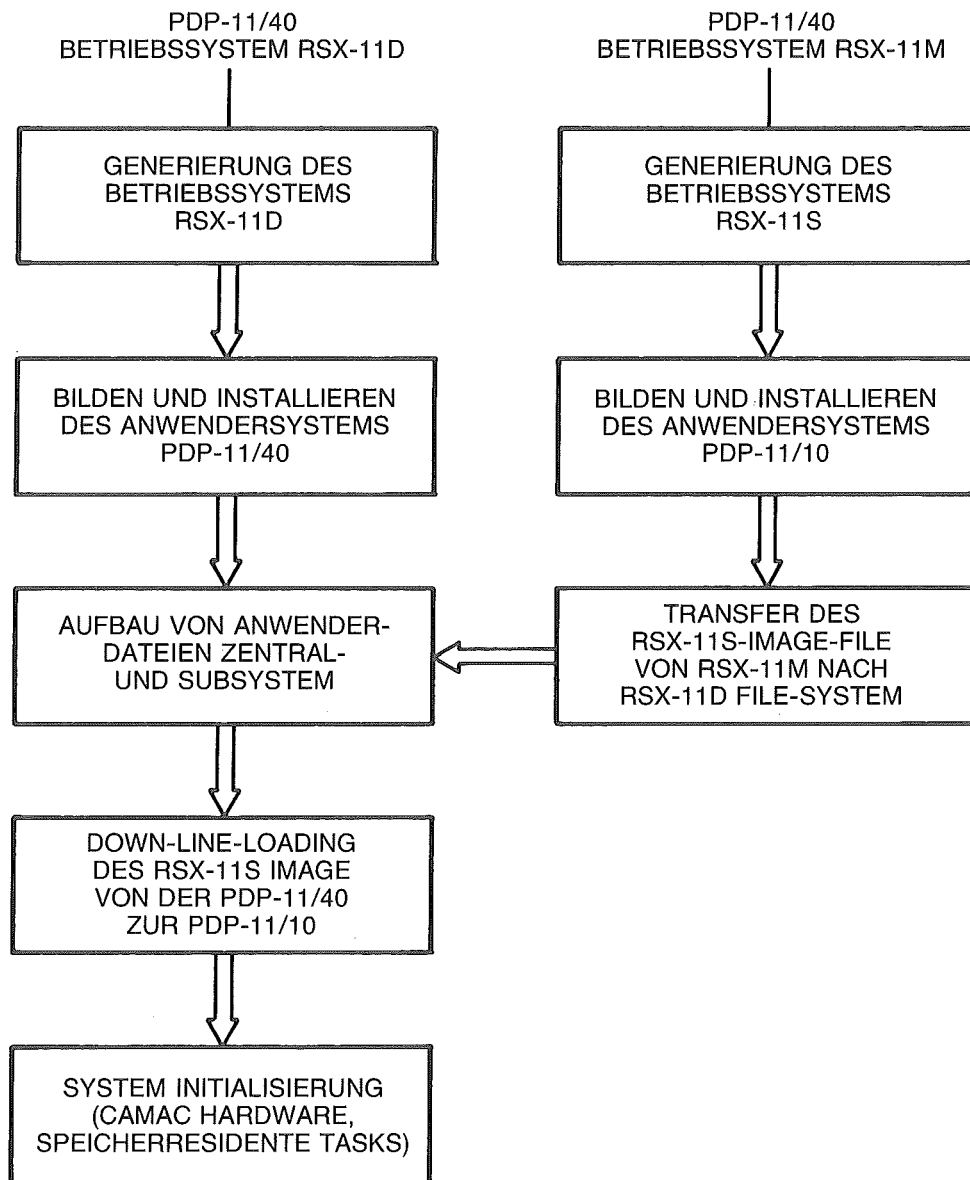 PDP-11/40
BETRIEBSSYSTEM RSX-11D
GENERIERUNG DES
BETRIEBSSYSTEMS
RSX-11D
BILDEN UND INSTALLIEREN
DES ANWENDERSYSTEMS
PDP-11/40
AUFBAU VON ANWENDER-
DATEIEN ZENTRAL-
UND SUBSYSTEM
DOWN-LINE-LOADING
DES RSX-11S IMAGE
VON DER PDP-11/40
ZUR PDP-11/10
SYSTEM INITIALISIERUNG
(CAMAC HARDWARE,
SPEICHERRESIDENTE TASKS)
PDP-11/40
BETRIEBSSYSTEM RSX-11M
GENERIERUNG DES
BETRIEBSSYSTEMS
RSX-11S
BILDEN UND INSTALLIEREN
DES ANWENDERSYSTEMS
PDP-11/10
TRANSFER DES
RSX-11S-IMAGE-FILE
VON RSX-11M NACH
RSX-11D FILE-SYSTEM